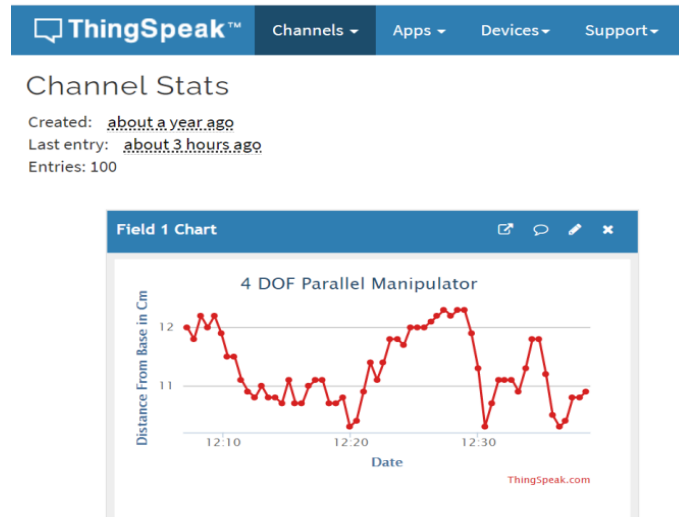 ThingSpeak™ Channels Apps Devices Support
Channel Stats
Created: about a year ago
Last entry: about 3 hours ago
Entries: 100
Field 1 Chart
4 DOF Parallel Manipulator
Distance From Base in Cm
12
11
12:10 12:20 12:30
Date
ThingSpeak.com